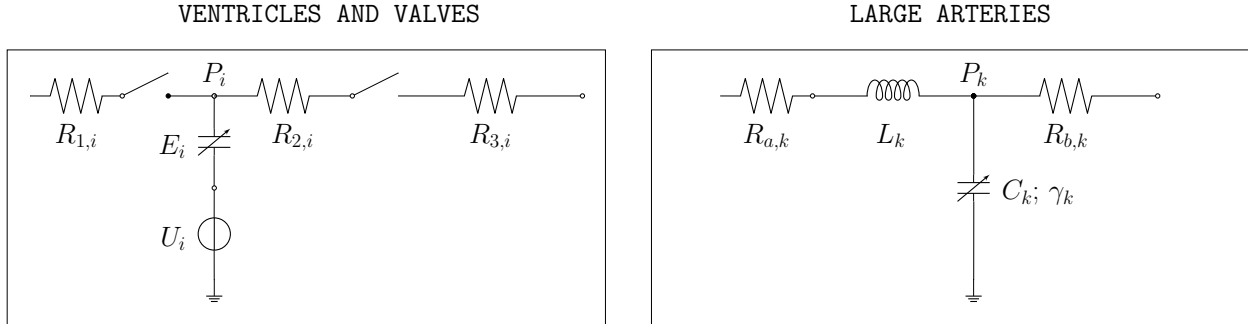 VENTRICLES AND VALVES
P_i
R_{1,i}
R_{2,i}
R_{3,i}
E_i
U_i
LARGE ARTERIES
P_k
R_{a,k}
L_k
R_{b,k}
C_k; γ_k